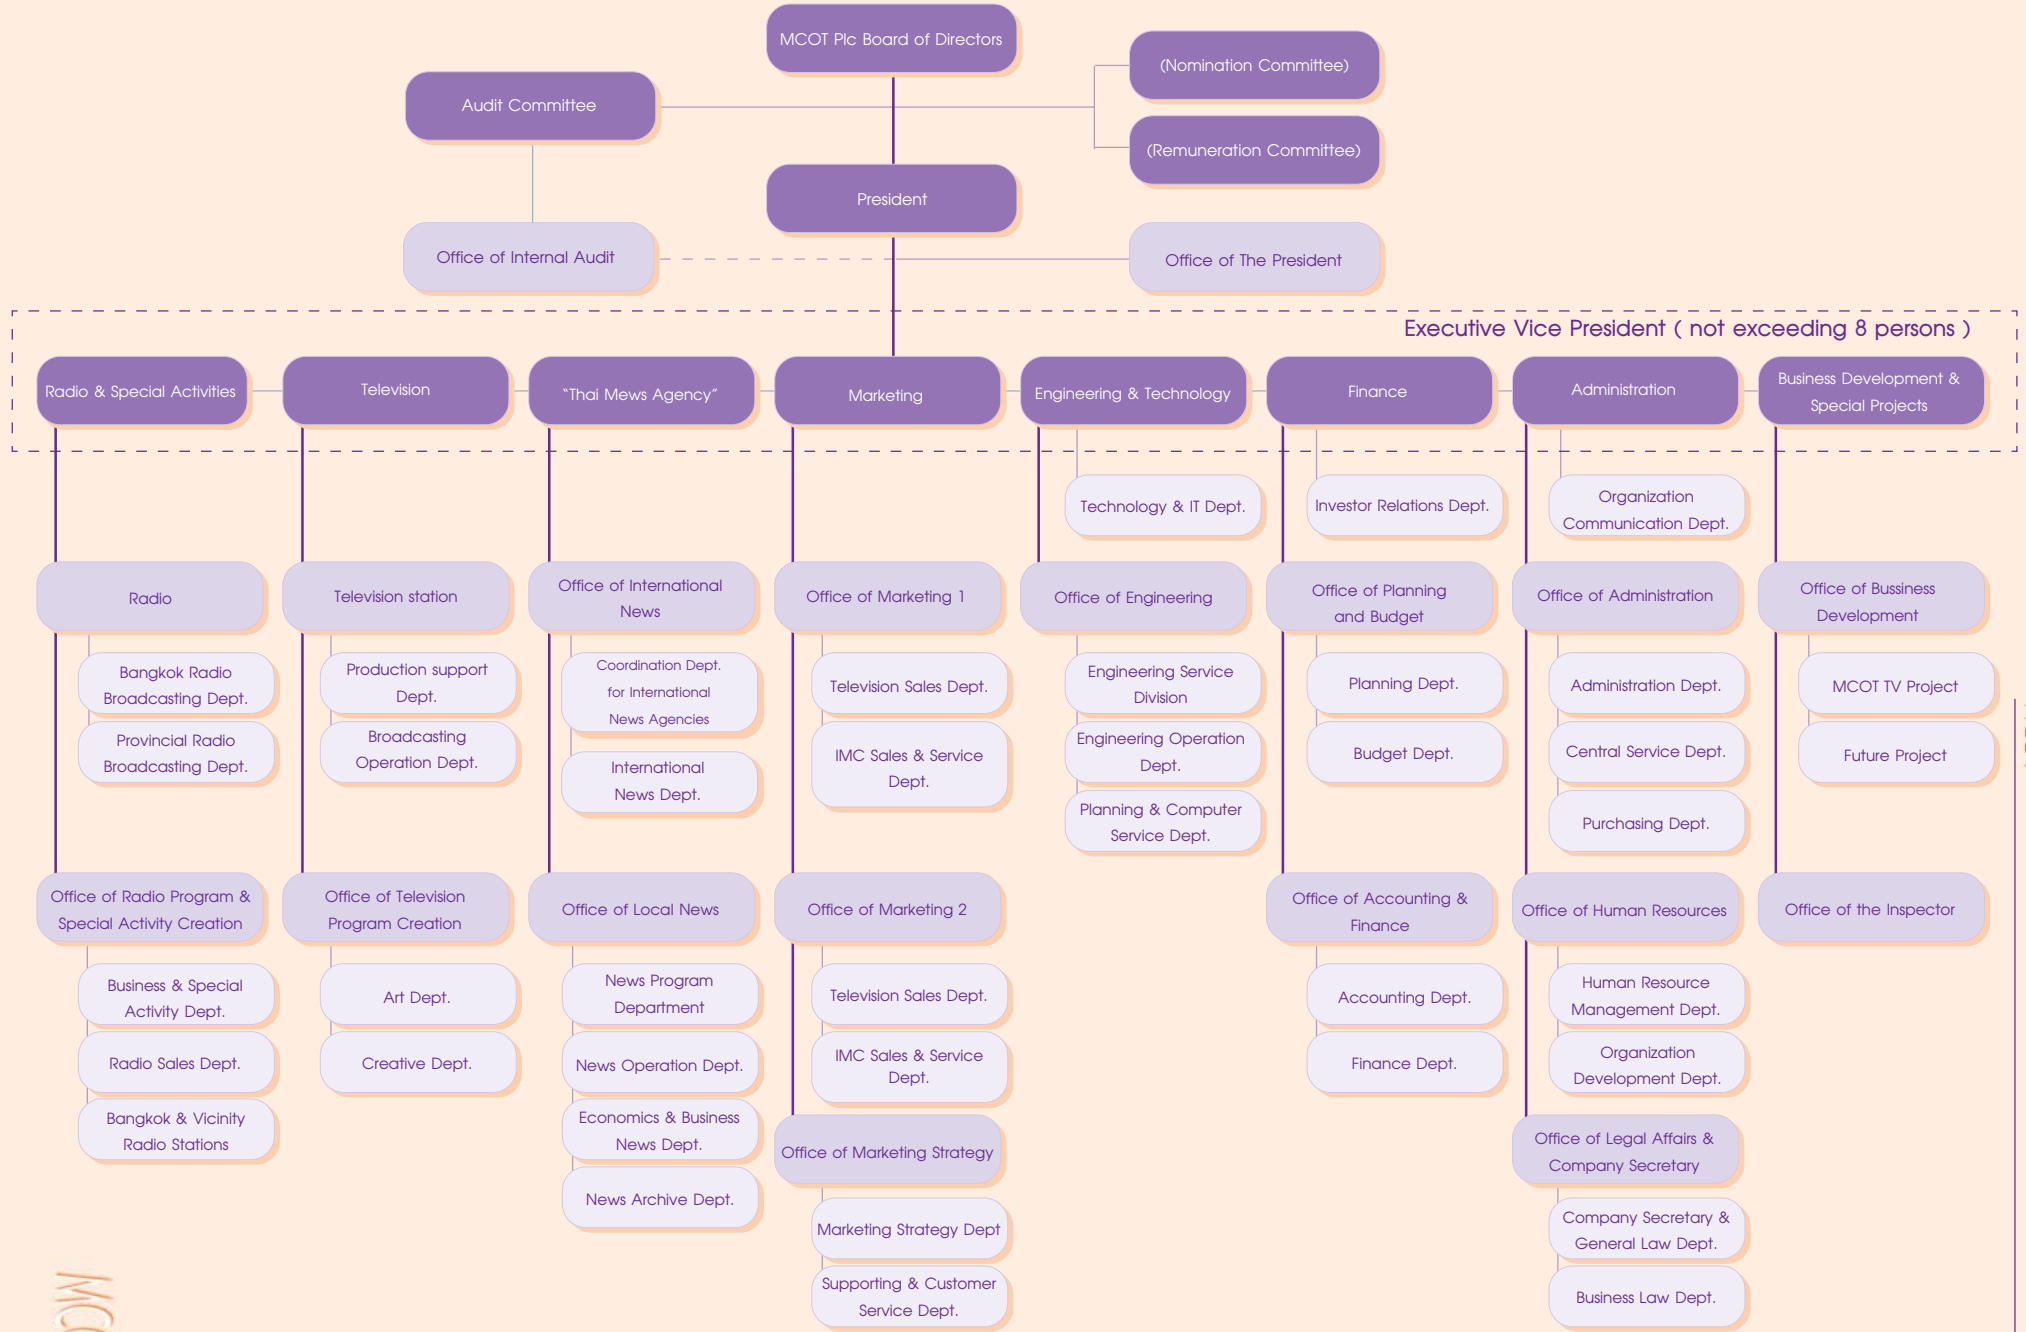 MCOT Plc Board of Directors
(Nomination Committee)
Audit Committee
(Remuneration Committee)
President
Office of Internal Audit
Office of The President
Executive Vice President ( not exceeding 8 persons )
Radio & Special Activities
Television
“Thai Mews Agency”
Marketing
Engineering & Technology
Finance
Administration
Business Development &
Special Projects
Technology & IT Dept.
Investor Relations Dept.
Organization
Communication Dept.
Radio
Television station
Office of International
News
Office of Marketing 1
Office of Engineering
Office of Planning
and Budget
Office of Administration
Office of Bussiness
Development
Bangkok Radio
Broadcasting Dept.
Provincial Radio
Broadcasting Dept.
Production support
Dept.
Broadcasting
Operation Dept.
Coordination Dept.
for International
News Agencies
International
News Dept.
Television Sales Dept.
IMC Sales & Service
Dept.
Engineering Service
Division
Engineering Operation
Dept.
Planning & Computer
Service Dept.
Planning Dept.
Budget Dept.
Administration Dept.
Central Service Dept.
Purchasing Dept.
MCOT TV Project
Future Project
Office of Radio Program &
Special Activity Creation
Office of Television
Program Creation
Office of Local News
Office of Marketing 2
Office of Accounting &
Finance
Office of Human Resources
Office of the Inspector
Business & Special
Activity Dept.
Radio Sales Dept.
Bangkok & Vicinity
Radio Stations
Art Dept.
Creative Dept.
News Program
Department
News Operation Dept.
Economics & Business
News Dept.
News Archive Dept.
Television Sales Dept.
IMC Sales & Service
Dept.
Office of Marketing Strategy
Marketing Strategy Dept
Supporting & Customer
Service Dept.
Accounting Dept.
Finance Dept.
Human Resource
Management Dept.
Organization
Development Dept.
Office of Legal Affairs &
Company Secretary
Company Secretary &
General Law Dept.
Business Law Dept.